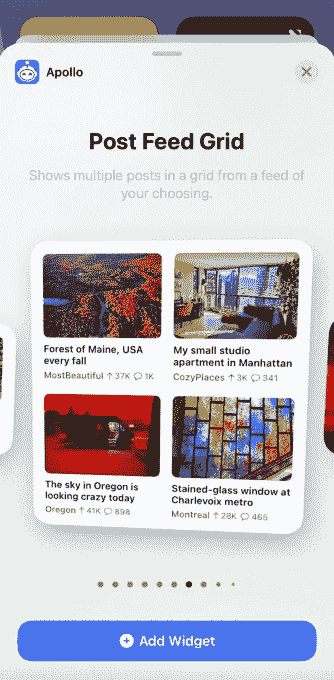 Apollo
Post Feed Grid
Shows multiple posts in a grid from a feed of
your choosing.
Forest of Maine, USA
every fall
MostBeautiful ↑ 37K 1K
My small studio
apartment in Manhattan
CozyPlaces ↑ 3K 341
The sky in Oregon is
looking crazy today
Oregon ↑ 41K 898
Stained-glass window at
Charlevoix metro
Montreal ↑ 28K 465
Add Widget